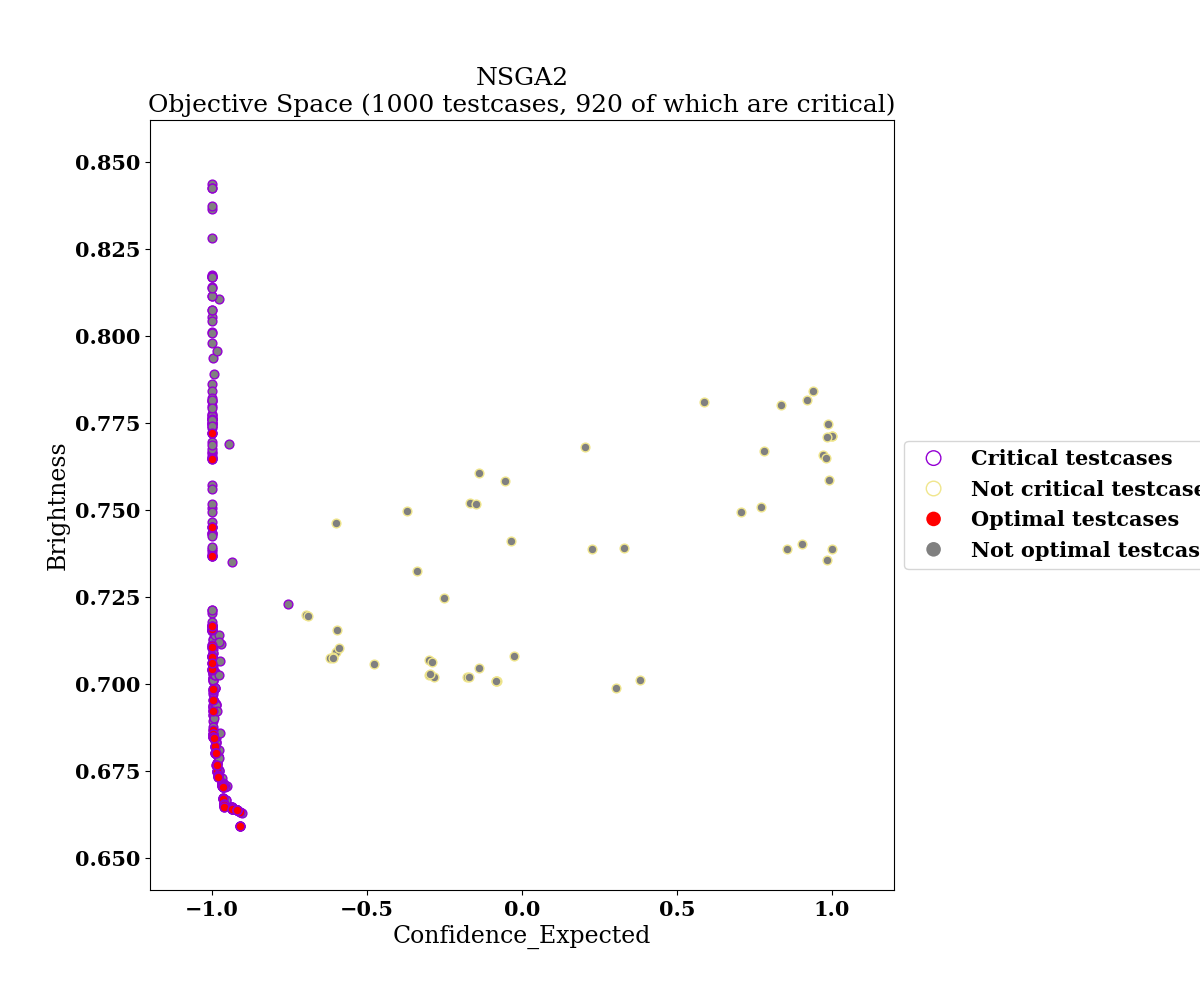 NSGA2
Objective Space (1000 testcases, 920 of which are critical)
0.850
0.825
0.800
0.775
0.750
0.725
0.700
0.675
0.650
Brightness
−1.0
−0.5
0.0
0.5
1.0
Confidence_Expected
Critical testcases
Not critical testcase
Optimal testcases
Not optimal testcas